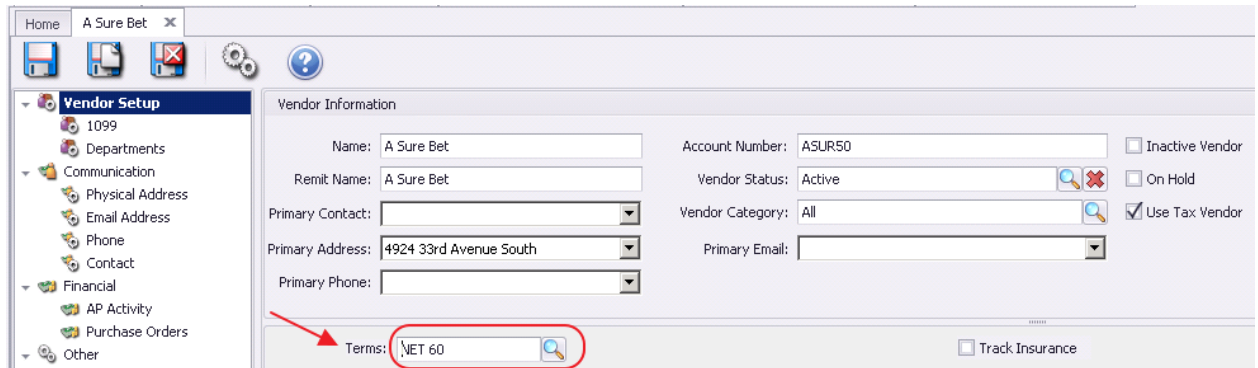 Home A Sure Bet
Vendor Setup
1099
Departments
Communication
Physical Address
Email Address
Phone
Contact
Financial
AP Activity
Purchase Orders
Other
Vendor Information
Name: A Sure Bet Account Number: ASUR50 Inactive Vendor
Remit Name: A Sure Bet Vendor Status: Active On Hold
Primary Contact: Vendor Category: All Use Tax Vendor
Primary Address: 4924 33rd Avenue South Primary Email:
Primary Phone:
Terms: NET 60 Track Insurance